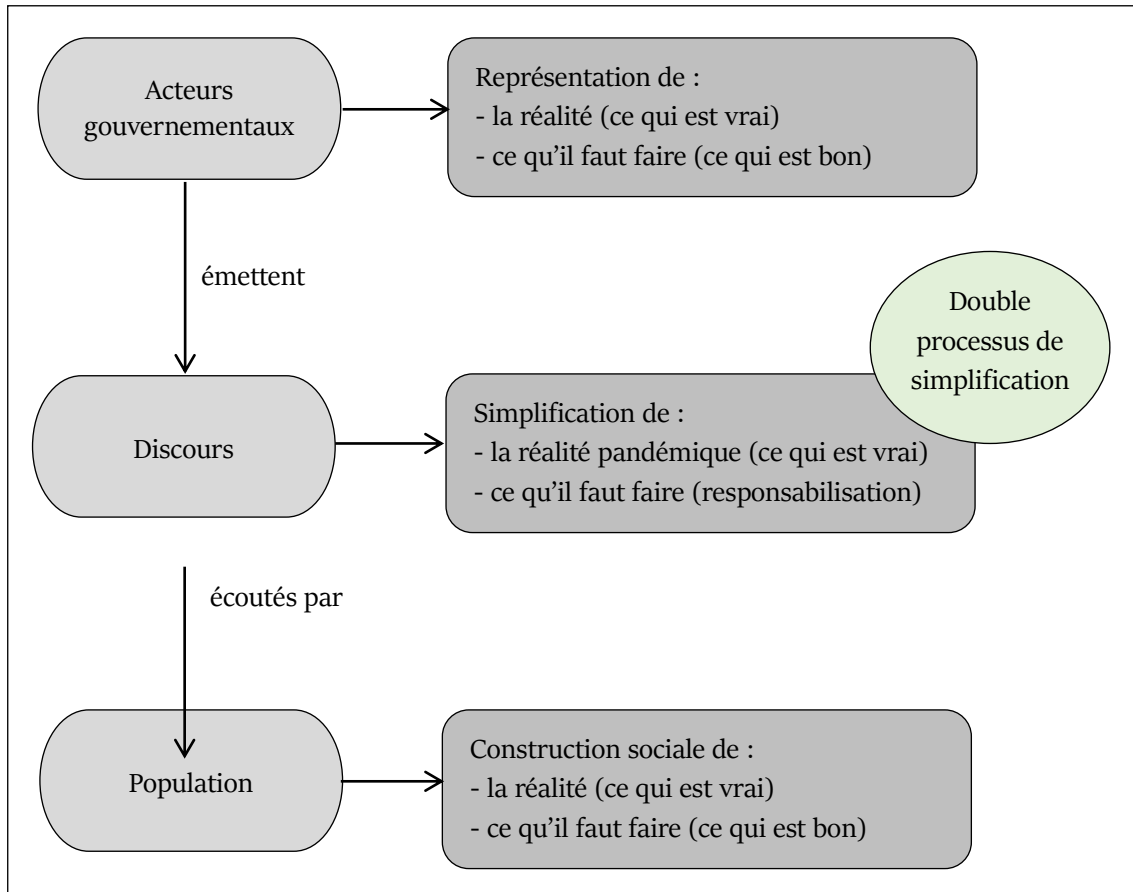 Acteurs
gouvernementaux
Représentation de :
- la réalité (ce qui est vrai)
- ce qu’il faut faire (ce qui est bon)
émettent
Double
processus de
simplification
Discours
Simplification de :
- la réalité pandémique (ce qui est vrai)
- ce qu’il faut faire (responsabilisation)
écoutés par
Population
Construction sociale de :
- la réalité (ce qui est vrai)
- ce qu’il faut faire (ce qui est bon)